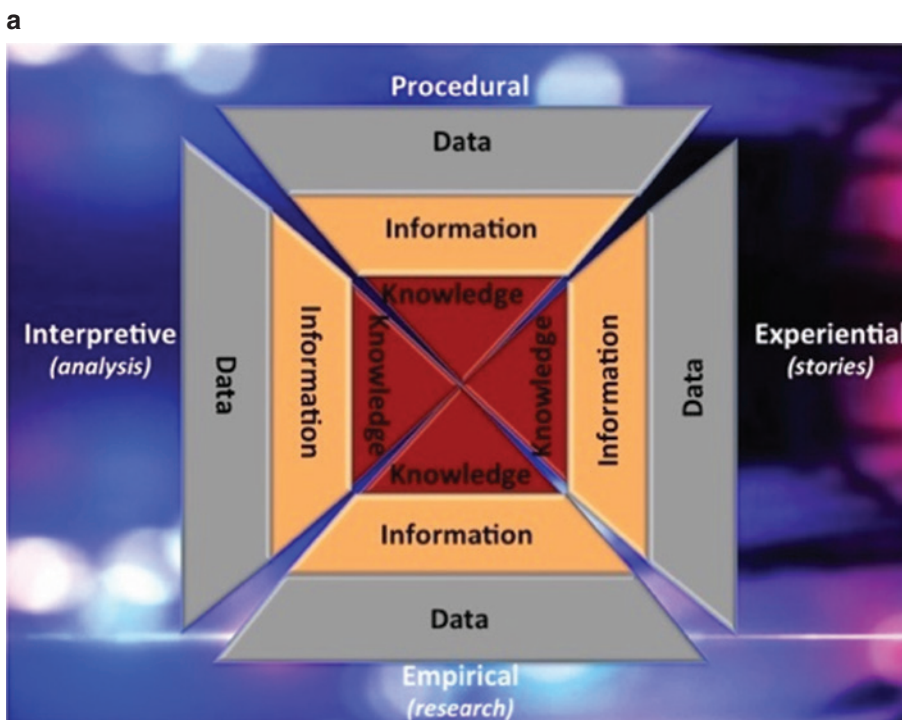 a
Procedural
Data
Information
Knowledge
Interpretive
(analysis)
Data
Information
Knowledge
Knowledge
Information
Data
Experiential
(stories)
Knowledge
Information
Data
Empirical
(research)